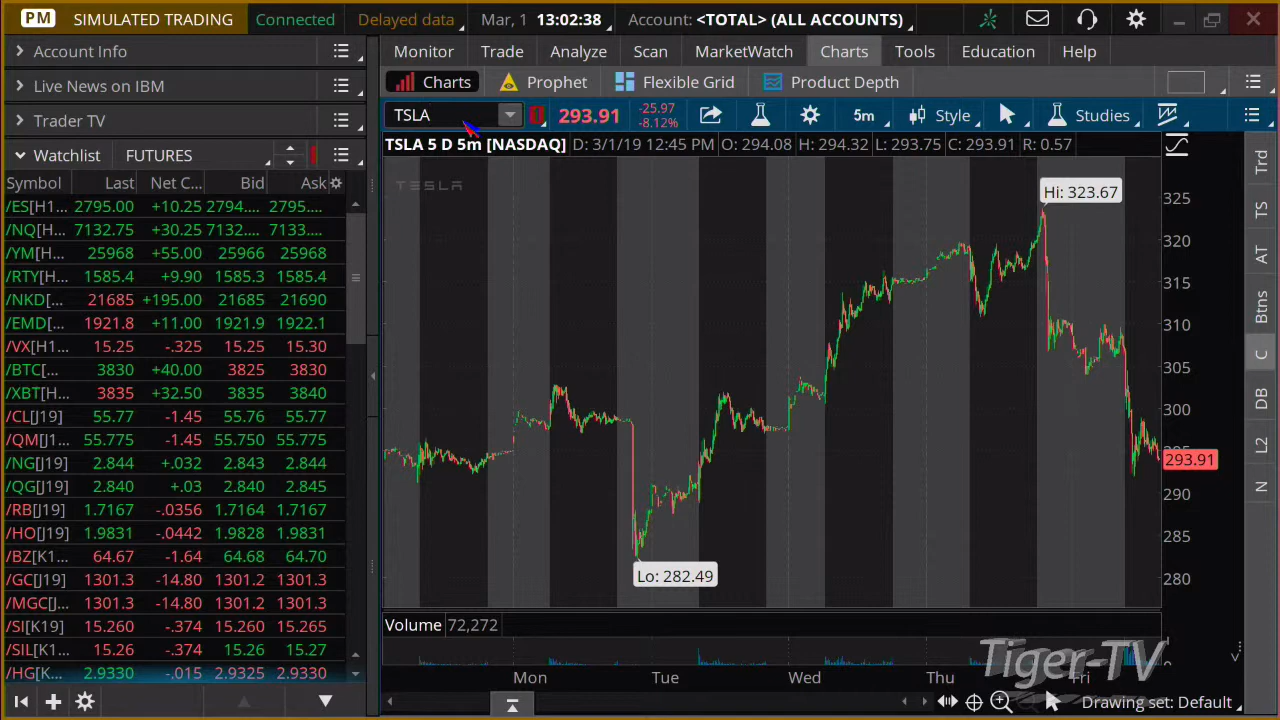 PM SIMULATED TRADING Connected Delayed data Mar, 1 13:02:38 Account: <TOTAL> (ALL ACCOUNTS)
Account Info
Live News on IBM
Trader TV
Watchlist FUTURES
Symbol Last Net C... Bid Ask
/ES[H1... 2795.00 +10.25 2794.... 2795....
/NQ[H... 7132.75 +30.25 7132.... 7133....
/YM[H... 25968 +55.00 25966 25968
/RTY[H... 1585.4 +9.90 1585.3 1585.4
/NKD[... 21685 +195.00 21685 21690
/EMD[... 1921.8 +11.00 1921.9 1922.1
/VX[H1... 15.25 -.325 15.25 15.30
/BTC[... 3830 +40.00 3825 3830
/XBT[H... 3835 +32.50 3835 3840
/CL[J19] 55.77 -1.45 55.76 55.77
/QM[J19] 55.775 -1.45 55.750 55.775
/NG[J19] 2.844 +.032 2.843 2.844
/QG[J19] 2.840 +.03 2.840 2.845
/RB[J19] 1.7167 -.0356 1.7164 1.7167
/HO[J19] 1.9831 -.0442 1.9828 1.9831
/BZ[K1... 64.67 -1.64 64.68 64.70
/GC[J19] 1301.3 -14.80 1301.2 1301.3
/MGC[J19] 1301.3 -14.80 1301.2 1301.3
/SI[K19] 15.260 -.374 15.260 15.265
/SIL[K19] 15.26 -.374 15.26 15.27
/HG[K... 2.9330 -.015 2.9325 2.9330
Monitor Trade Analyze Scan MarketWatch Charts Tools Education Help
Charts Prophet Flexible Grid Product Depth
TSLA 293.91 -25.97 -8.12% 5m Style Studies
TSLA 5 D 5m [NASDAQ] D: 3/1/19 12:45 PM O: 294.08 H: 294.32 L: 293.75 C: 293.91 R: 0.57
TESLA
Hi: 323.67
325
320
315
310
305
300
295
293.91
290
285
280
Lo: 282.49
Volume 72,272
Mon Tue Wed Thu Fri
Tiger-TV
Drawing set: Default
Trd
TS
AT
Btns
C
DB
L2
N